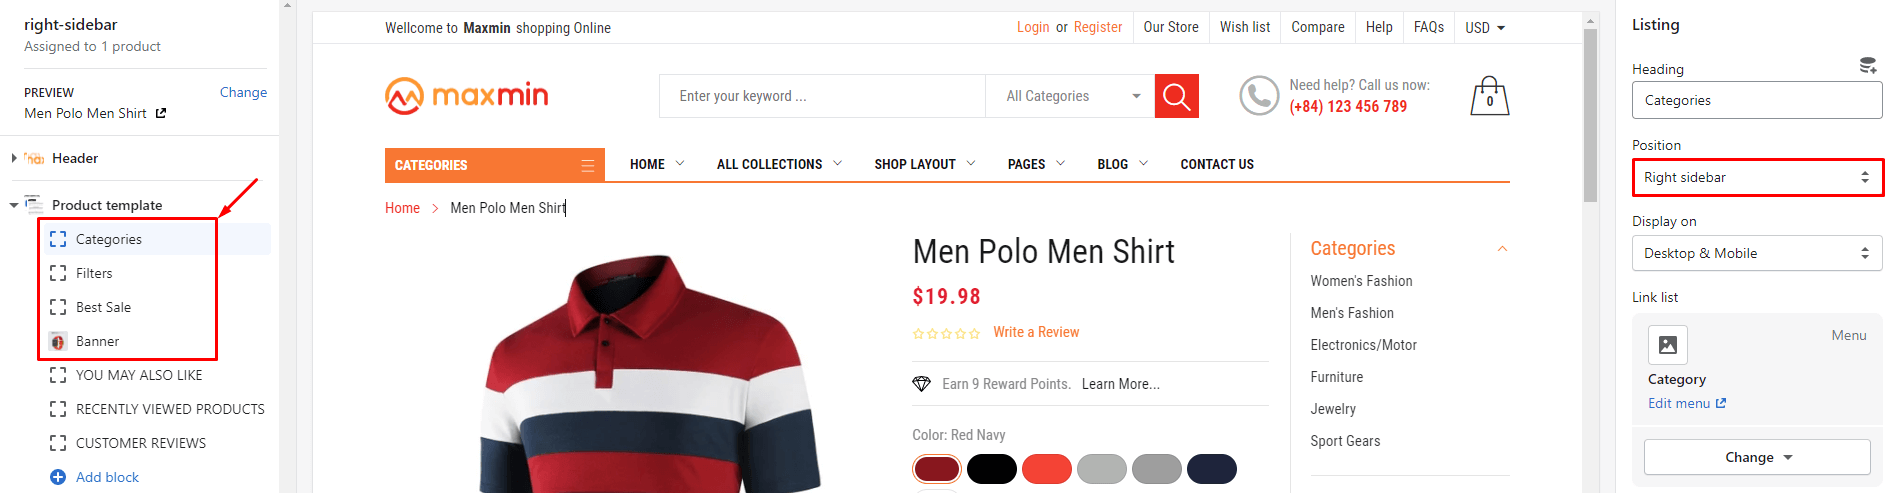 right-sidebar
Assigned to 1 product
PREVIEW
Change
Men Polo Men Shirt
Header
Product template
Categories
Filters
Best Sale
Banner
YOU MAY ALSO LIKE
RECENTLY VIEWED PRODUCTS
CUSTOMER REVIEWS
Add block
Wellcome to Maxmin shopping Online
Login or Register
Our Store
Wish list
Compare
Help
FAQs
USD
maxmin
Enter your keyword ...
All Categories
Need help? Call us now:
(+84) 123 456 789
0
CATEGORIES
HOME
ALL COLLECTIONS
SHOP LAYOUT
PAGES
BLOG
CONTACT US
Home > Men Polo Men Shirt
Men Polo Men Shirt
$19.98
Write a Review
Earn 9 Reward Points. Learn More...
Color: Red Navy
Categories
Women's Fashion
Men's Fashion
Electronics/Motor
Furniture
Jewelry
Sport Gears
Listing
Heading
Categories
Position
Right sidebar
Display on
Desktop & Mobile
Link list
Menu
Category
Edit menu
Change